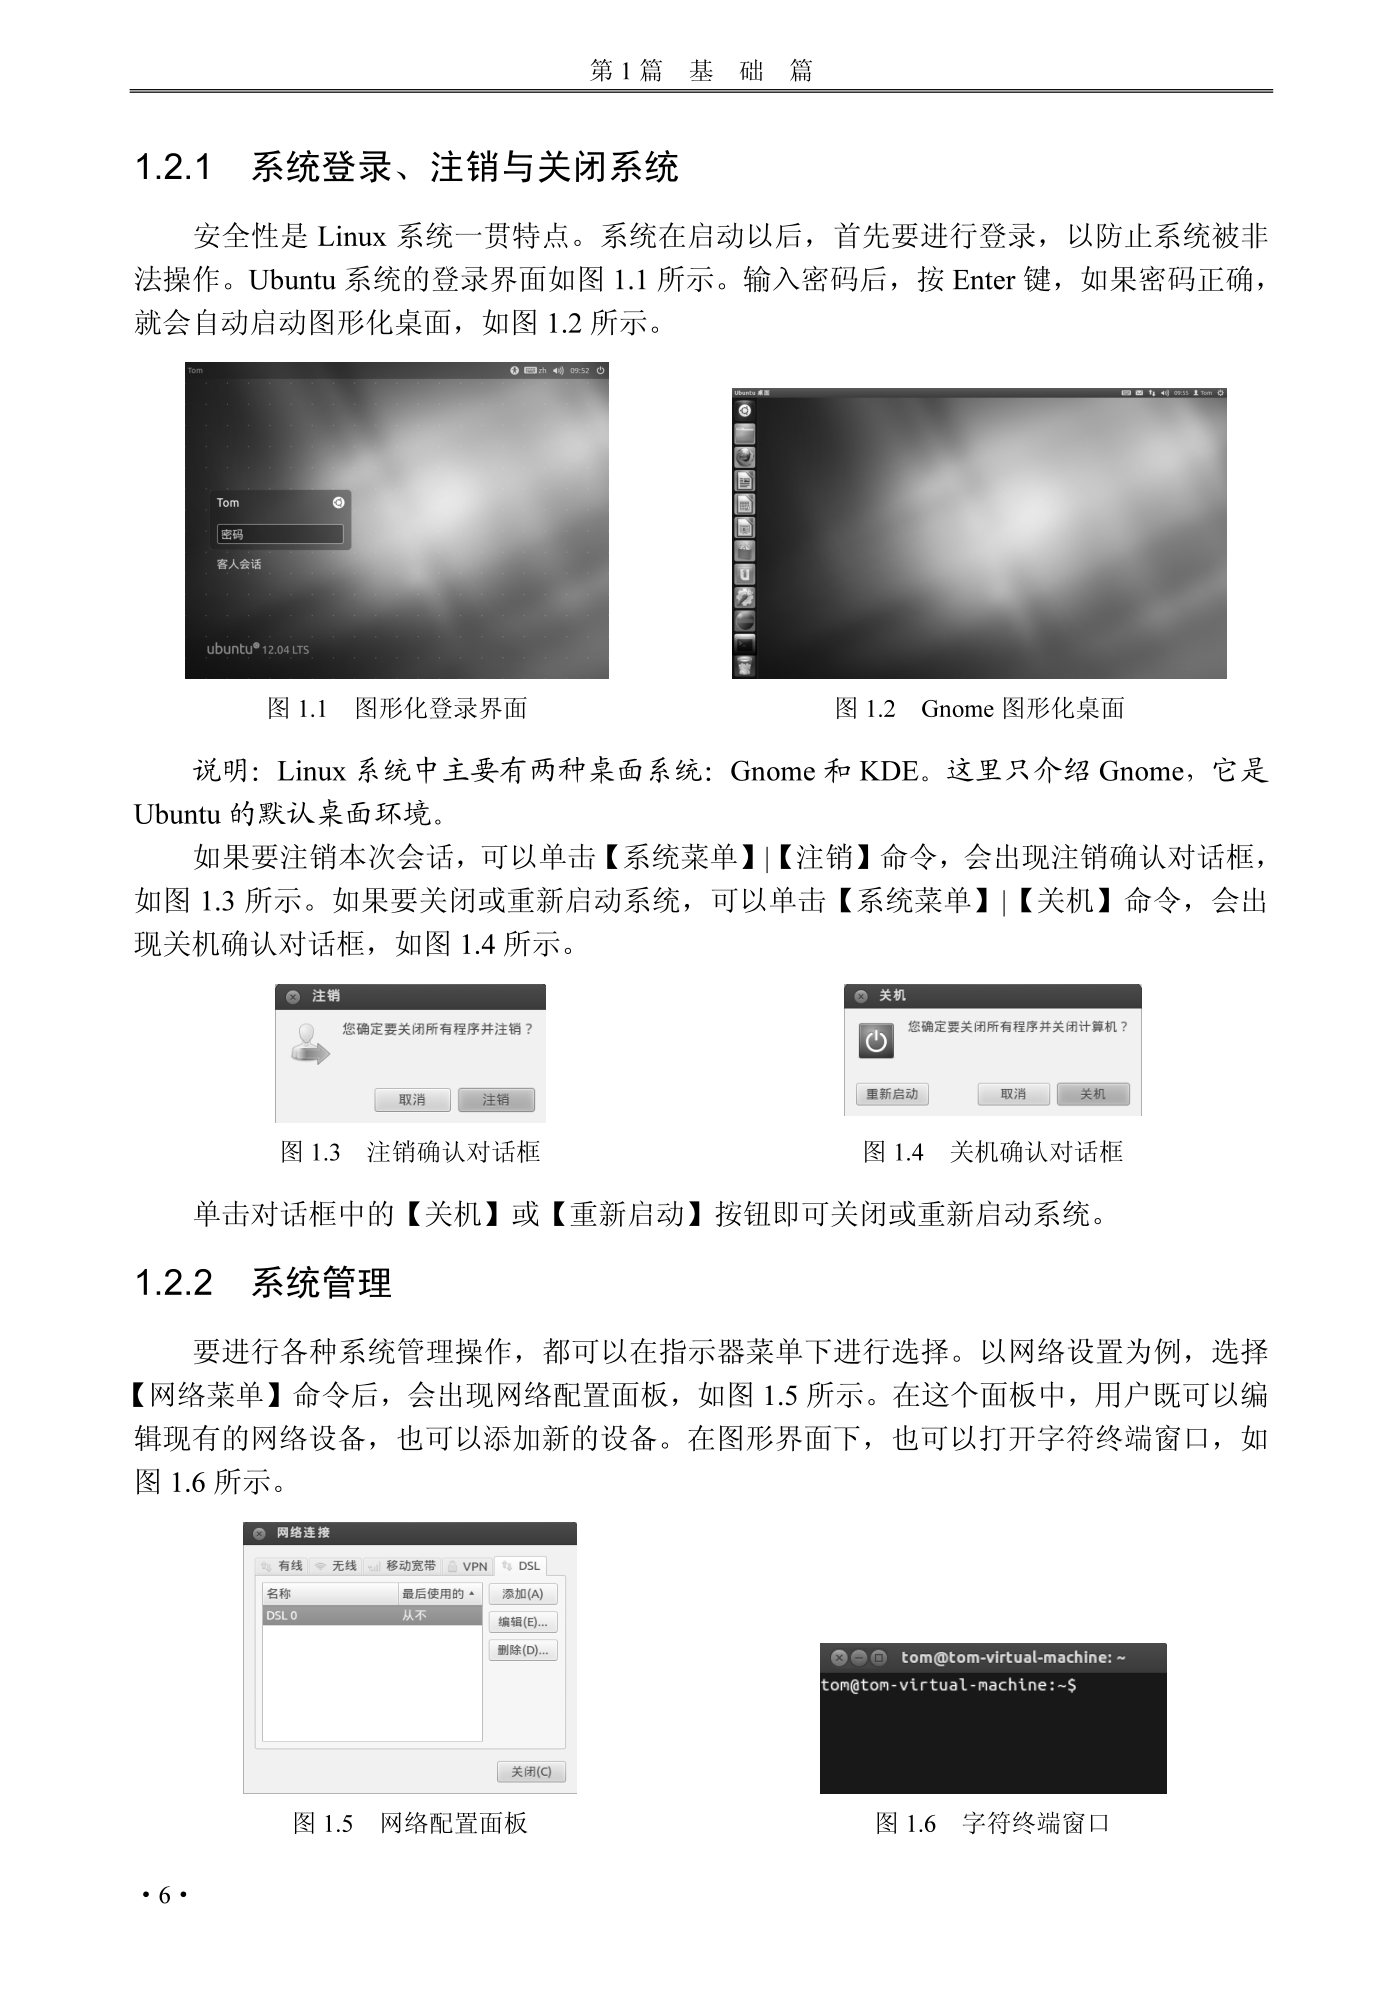 第 1 篇　基　础　篇
1.2.1　系统登录、注销与关闭系统
安全性是 Linux 系统一贯特点。系统在启动以后，首先要进行登录，以防止系统被非
法操作。Ubuntu 系统的登录界面如图 1.1 所示。输入密码后，按 Enter 键，如果密码正确，
就会自动启动图形化桌面，如图 1.2 所示。
Tom zh 09:52
Tom
密码
客人会话
ubuntu® 12.04 LTS
Ubuntu 桌面 09:55 Tom
图 1.1　图形化登录界面
图 1.2　Gnome 图形化桌面
说明：Linux 系统中主要有两种桌面系统：Gnome 和 KDE。这里只介绍 Gnome，它是
Ubuntu 的默认桌面环境。
如果要注销本次会话，可以单击【系统菜单】|【注销】命令，会出现注销确认对话框，
如图 1.3 所示。如果要关闭或重新启动系统，可以单击【系统菜单】|【关机】命令，会出
现关机确认对话框，如图 1.4 所示。
注销
您确定要关闭所有程序并注销？
取消 注销
关机
您确定要关闭所有程序并关闭计算机？
重新启动 取消 关机
图 1.3　注销确认对话框
图 1.4　关机确认对话框
单击对话框中的【关机】或【重新启动】按钮即可关闭或重新启动系统。
1.2.2　系统管理
要进行各种系统管理操作，都可以在指示器菜单下进行选择。以网络设置为例，选择
【网络菜单】命令后，会出现网络配置面板，如图 1.5 所示。在这个面板中，用户既可以编
辑现有的网络设备，也可以添加新的设备。在图形界面下，也可以打开字符终端窗口，如
图 1.6 所示。
网络连接
有线 无线 移动宽带 VPN DSL
名称 最后使用的 添加(A)
DSL 0 从不
编辑(E)...
删除(D)...
关闭(C)
tom@tom-virtual-machine: ~
tom@tom-virtual-machine:~$
图 1.5　网络配置面板
图 1.6　字符终端窗口
·6·